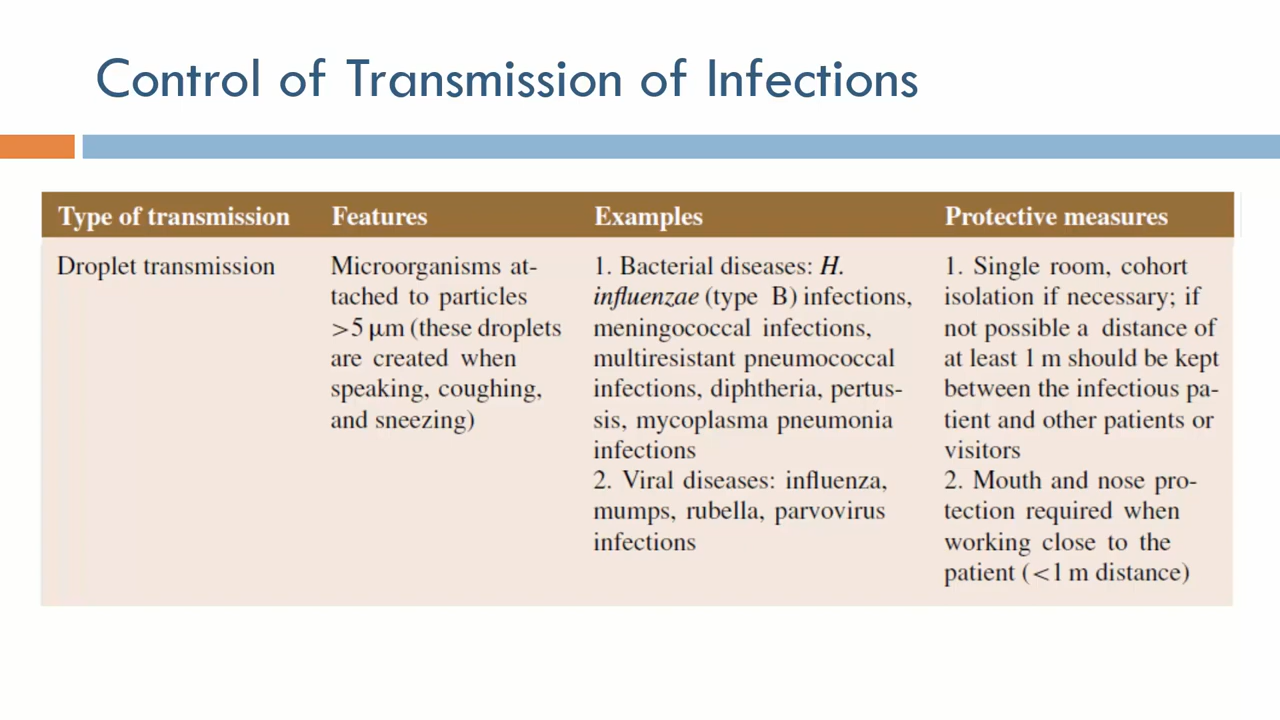 Control of Transmission of Infections
Type of transmission
Features
Examples
Protective measures
Droplet transmission
Microorganisms at-
tached to particles
>5 µm (these droplets
are created when
speaking, coughing,
and sneezing)
1. Bacterial diseases: H.
influenzae (type B) infections,
meningococcal infections,
multiresistant pneumococcal
infections, diphtheria, pertus-
sis, mycoplasma pneumonia
infections
2. Viral diseases: influenza,
mumps, rubella, parvovirus
infections
1. Single room, cohort
isolation if necessary; if
not possible a distance of
at least 1 m should be kept
between the infectious pa-
tient and other patients or
visitors
2. Mouth and nose pro-
tection required when
working close to the
patient (<1 m distance)